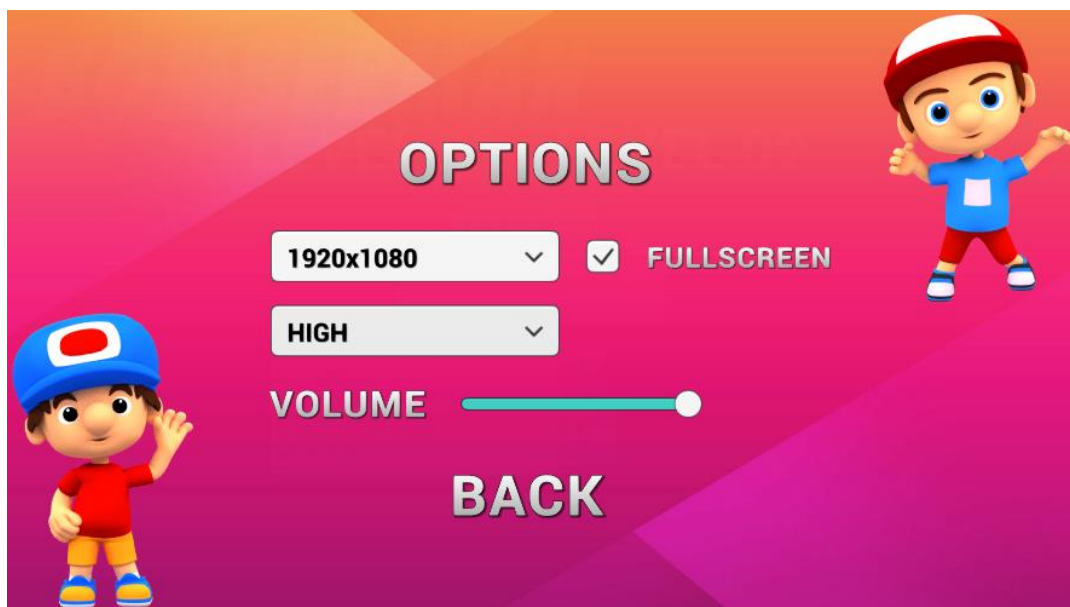 OPTIONS
1920x1080
FULLSCREEN
HIGH
VOLUME
BACK